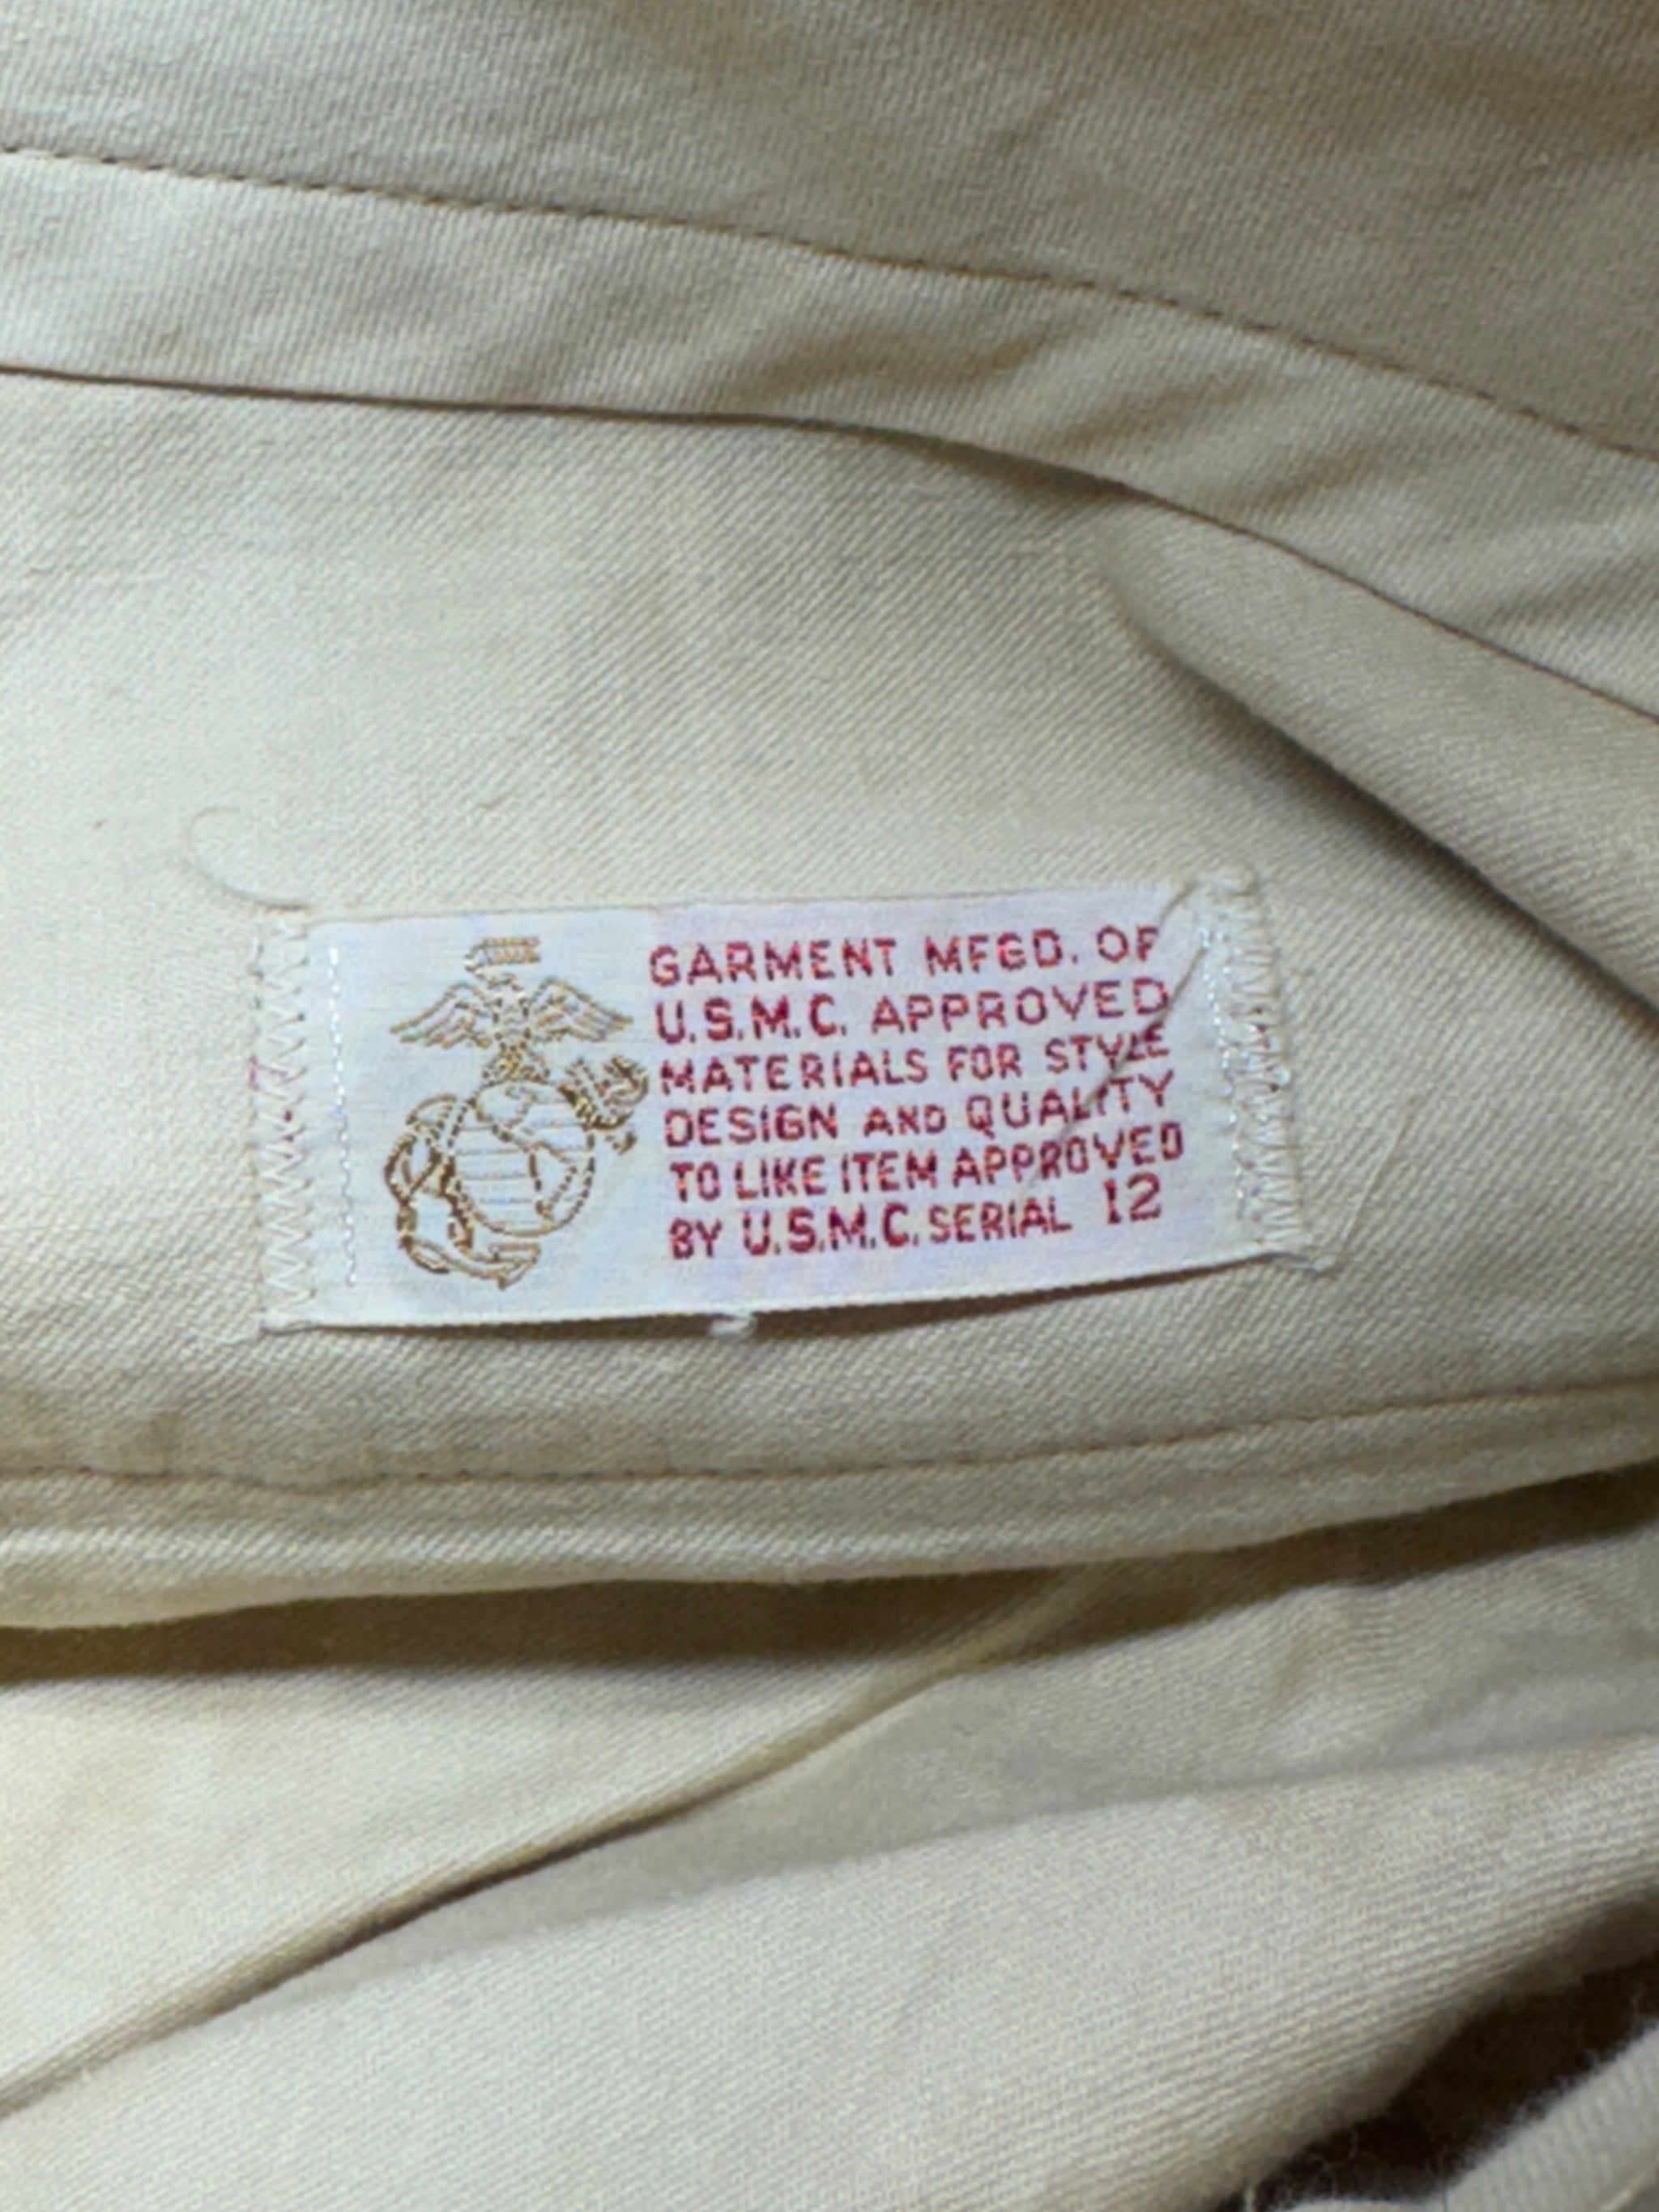 GARMENT MFGD. OF
U.S.M.C. APPROVED
MATERIALS FOR STYLE
DESIGN AND QUALITY
TO LIKE ITEM APPROVED
BY U.S.M.C. SERIAL 12